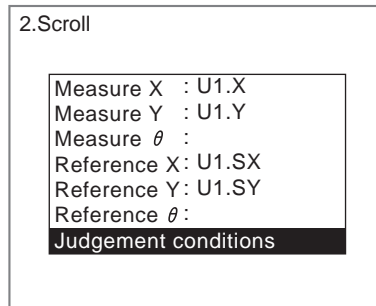 2.Scroll
Measure X : U1.X
Measure Y : U1.Y
Measure θ :
Reference X: U1.SX
Reference Y: U1.SY
Reference θ :
Judgement conditions